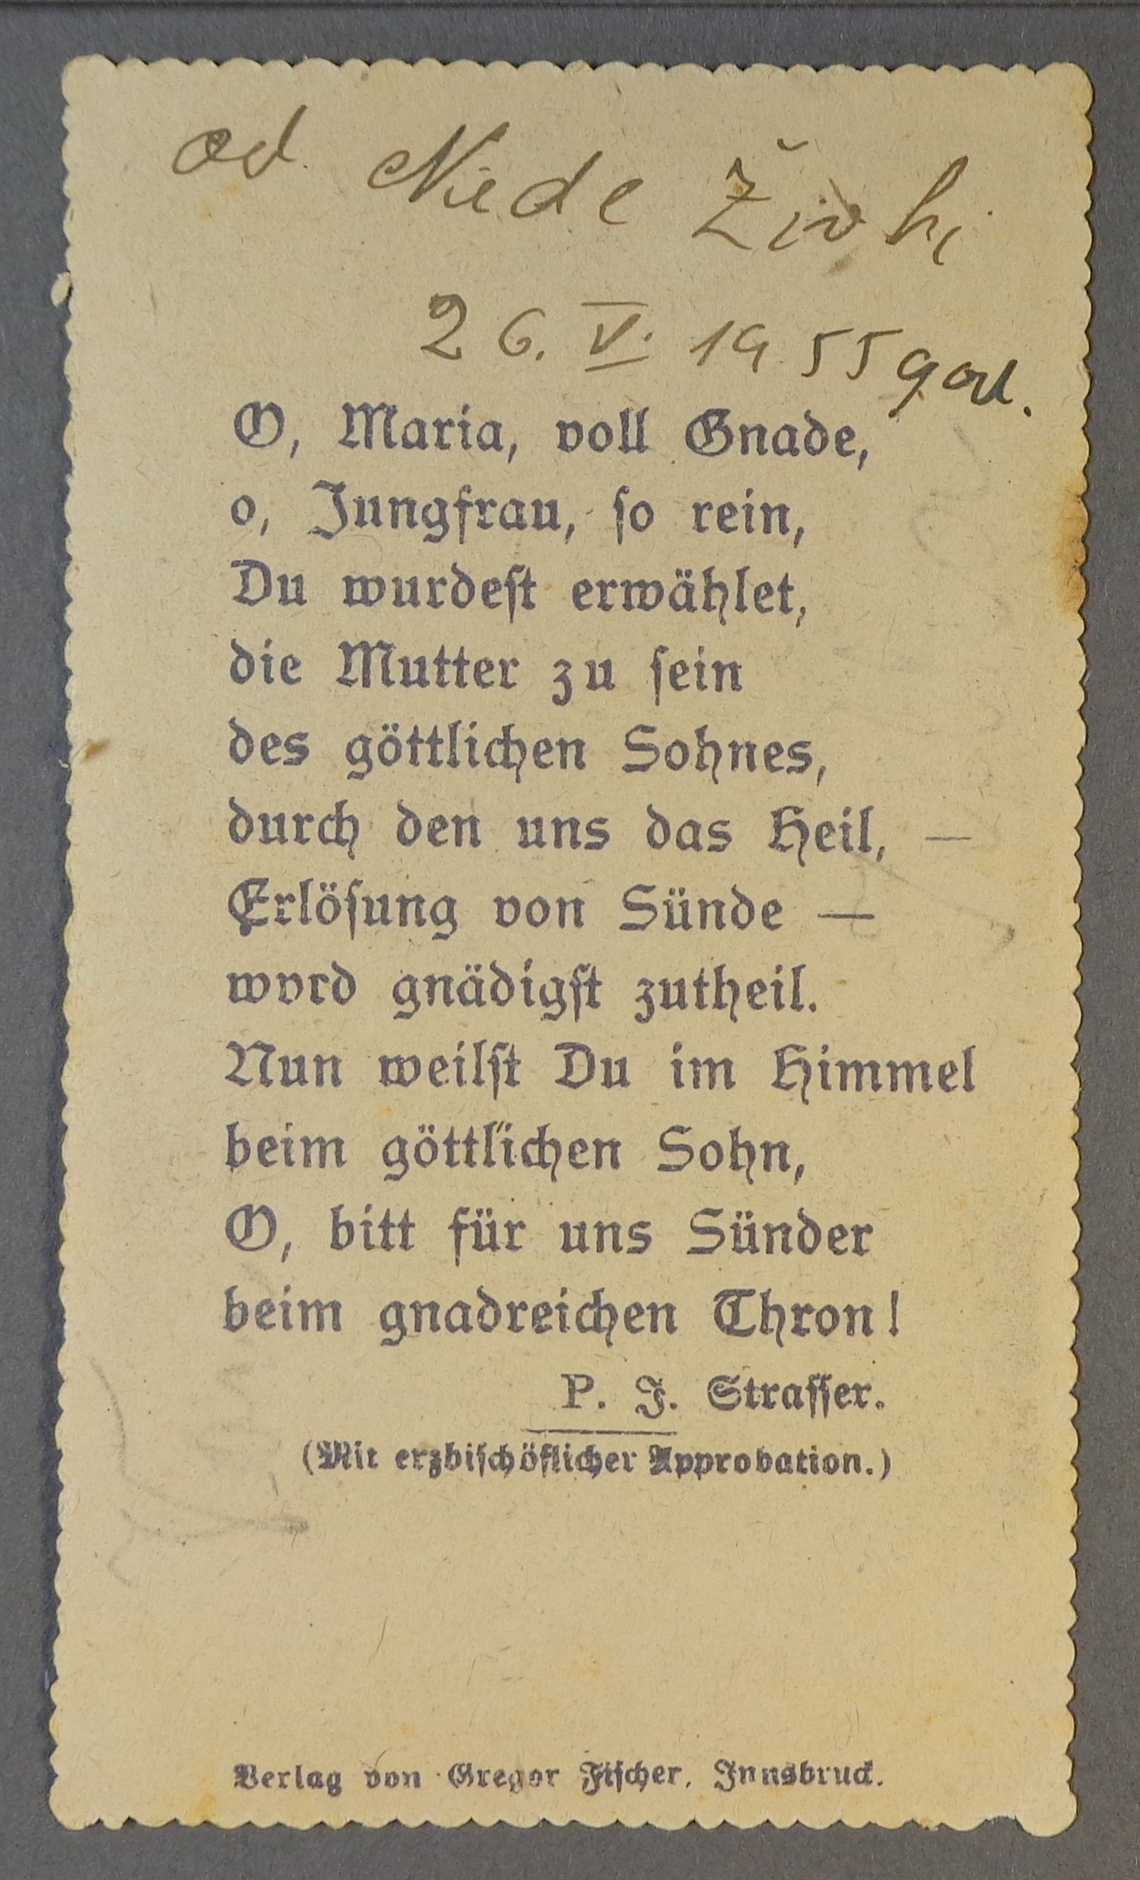 od Niede Živki
26. V. 1955 god.
O, Maria, voll Gnade,
o, Jungfrau, so rein,
Du wurdest erwählet,
die Mutter zu sein
des göttlichen Sohnes,
durch den uns das Heil, —
Erlösung von Sünde —
word gnädigst zutheil.
Nun weilst Du im Himmel
beim göttlichen Sohn,
O, bitt für uns Sünder
beim gnadreichen Thron!
P. J. Strasser.
(Mit erzbischöflicher Approbation.)
Verlag von Gregor Fischer, Innsbruck.